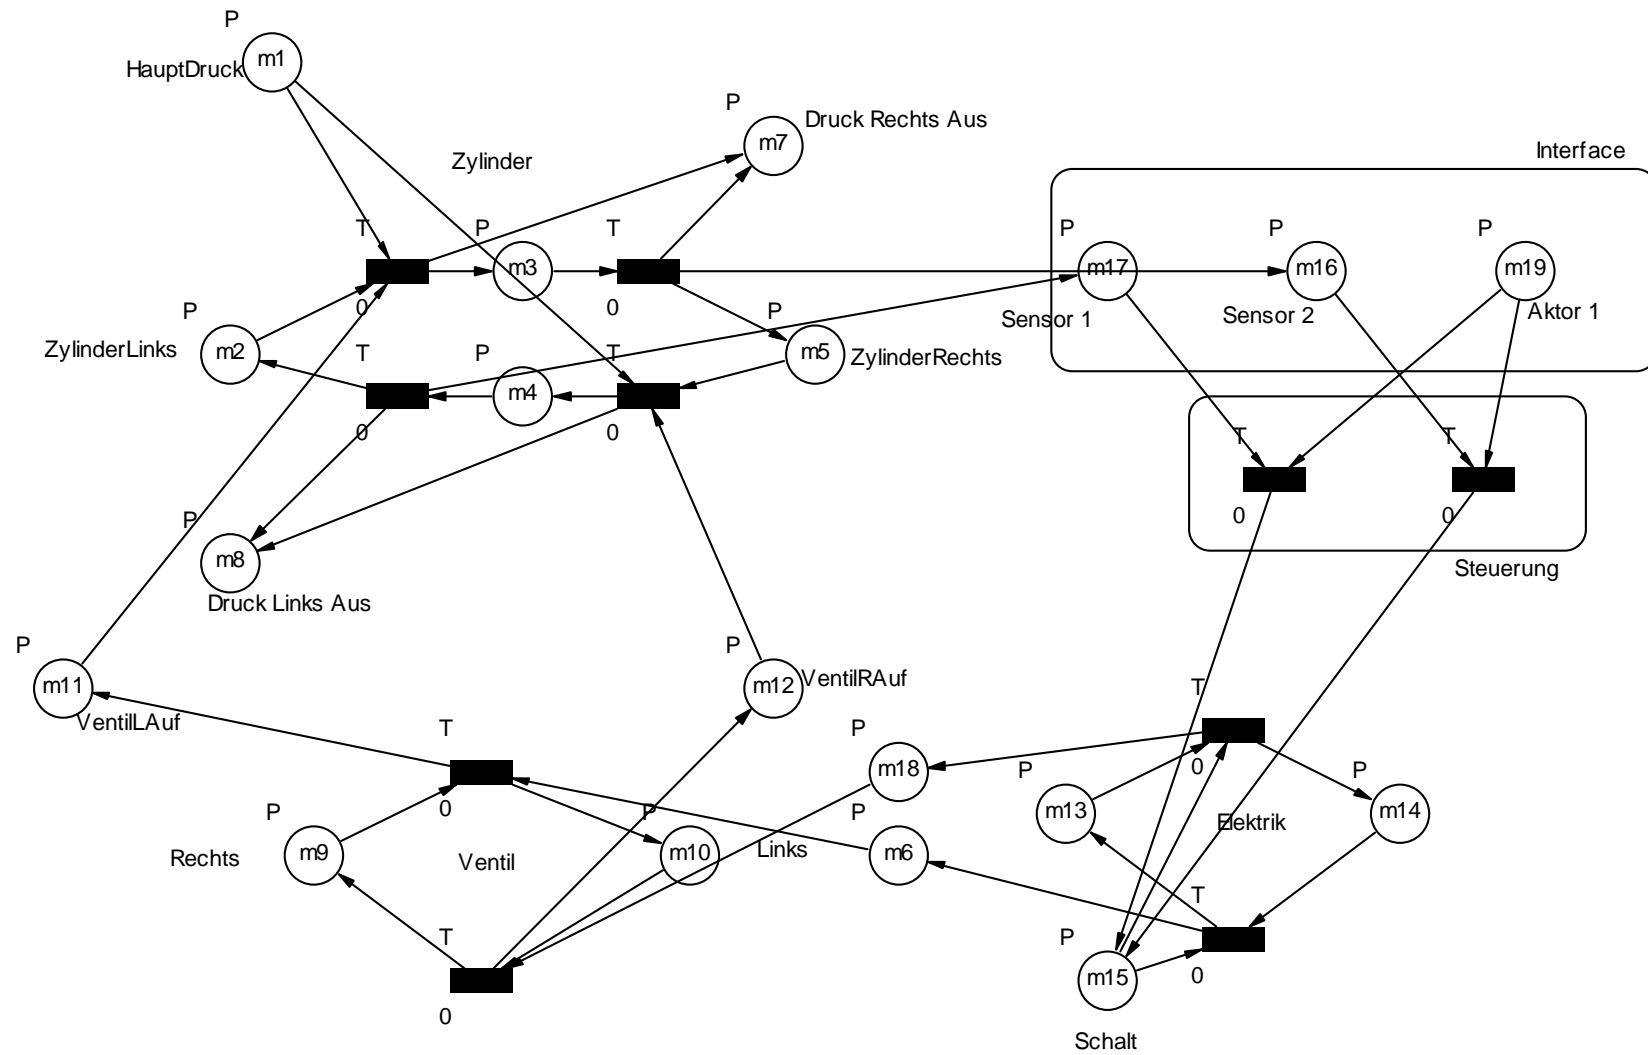 P
m1
HauptDruck
P
Druck Rechts Aus
m7
Interface
Zylinder
T
P
T
P
P
P
m3
m17
m16
m19
0
0
P
P
Sensor 1
Sensor 2
Aktor 1
ZylinderLinks
m2
T
P
T
m5
ZylinderRechts
m4
0
0
T
T
P
0
0
m8
Steuerung
Druck Links Aus
P
P
m11
m12
VentilRAuf
T
VentilLAuf
T
P
m18
P
0
P
0
P
P
P
m13
Elektrik
m14
Rechts
m9
Ventil
m10
Links
m6
T
T
P
0
m15
0
Schalt